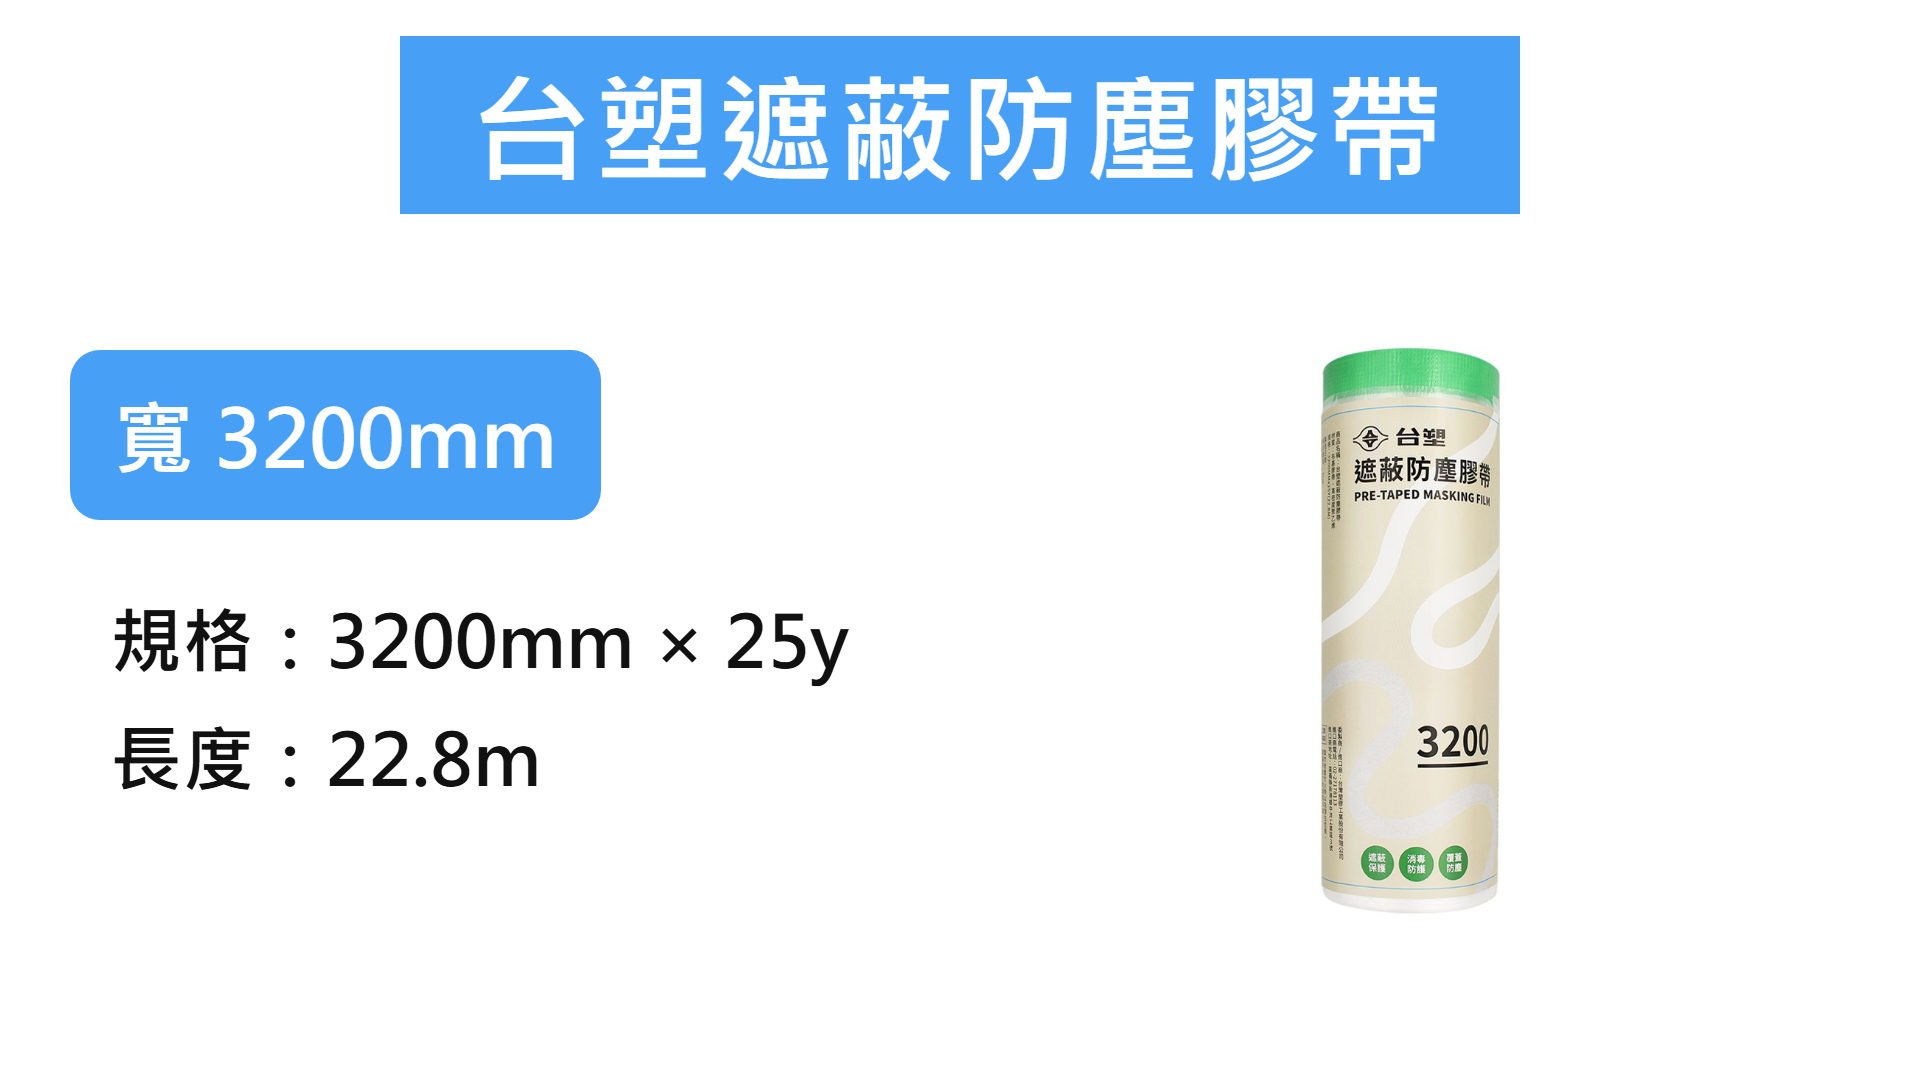 台塑遮蔽防塵膠帶
寬 3200mm
規格：3200mm × 25y
長度：22.8m
台塑
遮蔽防塵膠帶
PRE-TAPED MASKING FILM
3200
遮蔽
保護
消毒
防護
覆蓋
防塵